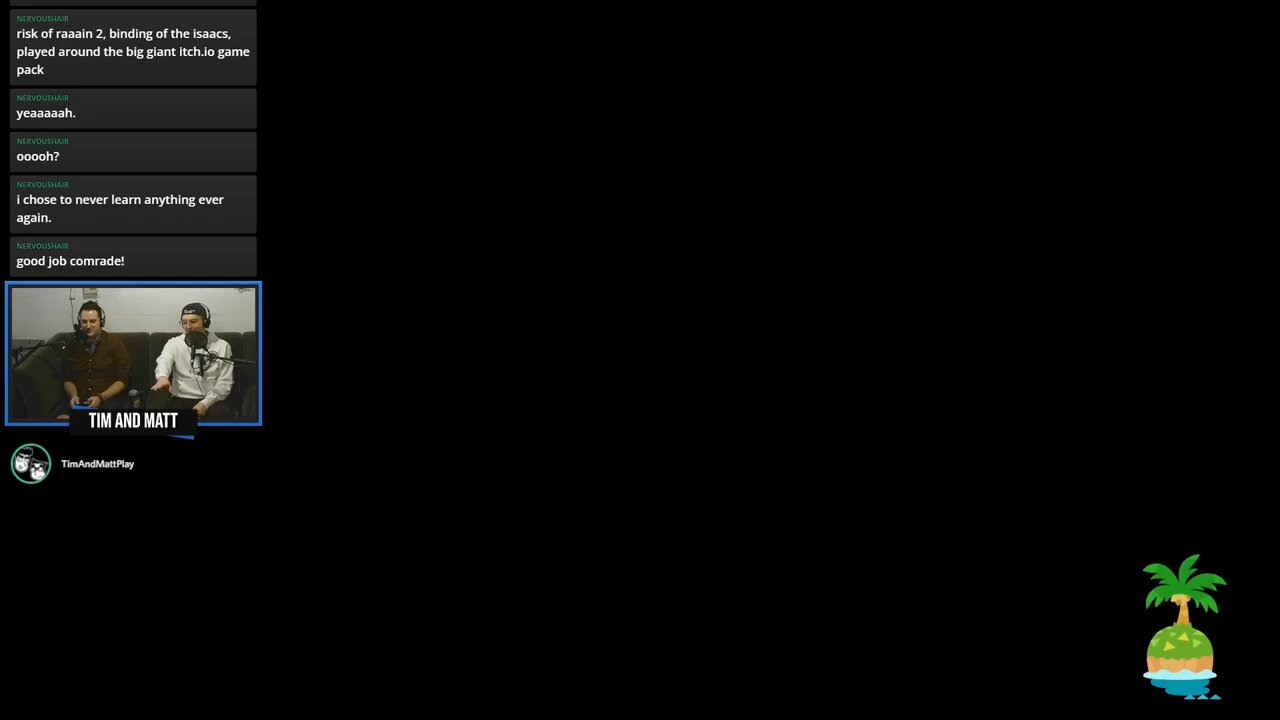 NERVOUSHAIR
risk of raaain 2, binding of the isaacs,
played around the big giant itch.io game
pack
NERVOUSHAIR
yeaaaaah.
NERVOUSHAIR
ooooh?
NERVOUSHAIR
i chose to never learn anything ever
again.
NERVOUSHAIR
good job comrade!
TIM AND MATT
TimAndMattPlay